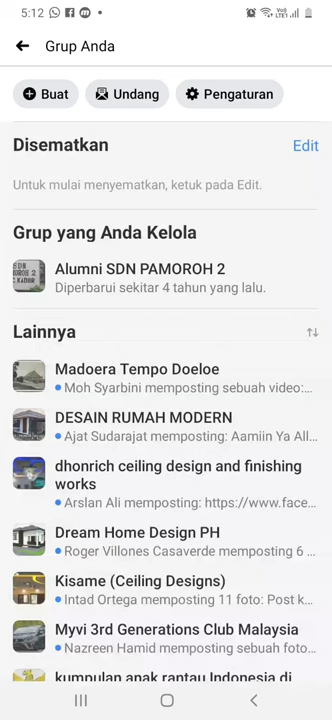 5:12
Grup Anda
Buat
Undang
Pengaturan
Disematkan
Edit
Untuk mulai menyematkan, ketuk pada Edit.
Grup yang Anda Kelola
Alumni SDN PAMOROH 2
Diperbarui sekitar 4 tahun yang lalu.
Lainnya
Madoera Tempo Doeloe
Moh Syarbini memposting sebuah video:...
DESAIN RUMAH MODERN
Ajat Sudarajat memposting: Aamiin Ya All...
dhonrich ceiling design and finishing
works
Arslan Ali memposting: https://www.face...
Dream Home Design PH
Roger Villones Casaverde memposting 6 ...
Kisame (Ceiling Designs)
Intad Ortega memposting 11 foto: Post k...
Myvi 3rd Generations Club Malaysia
Nazreen Hamid memposting sebuah foto...
kumpulan anak rantau Indonesia di